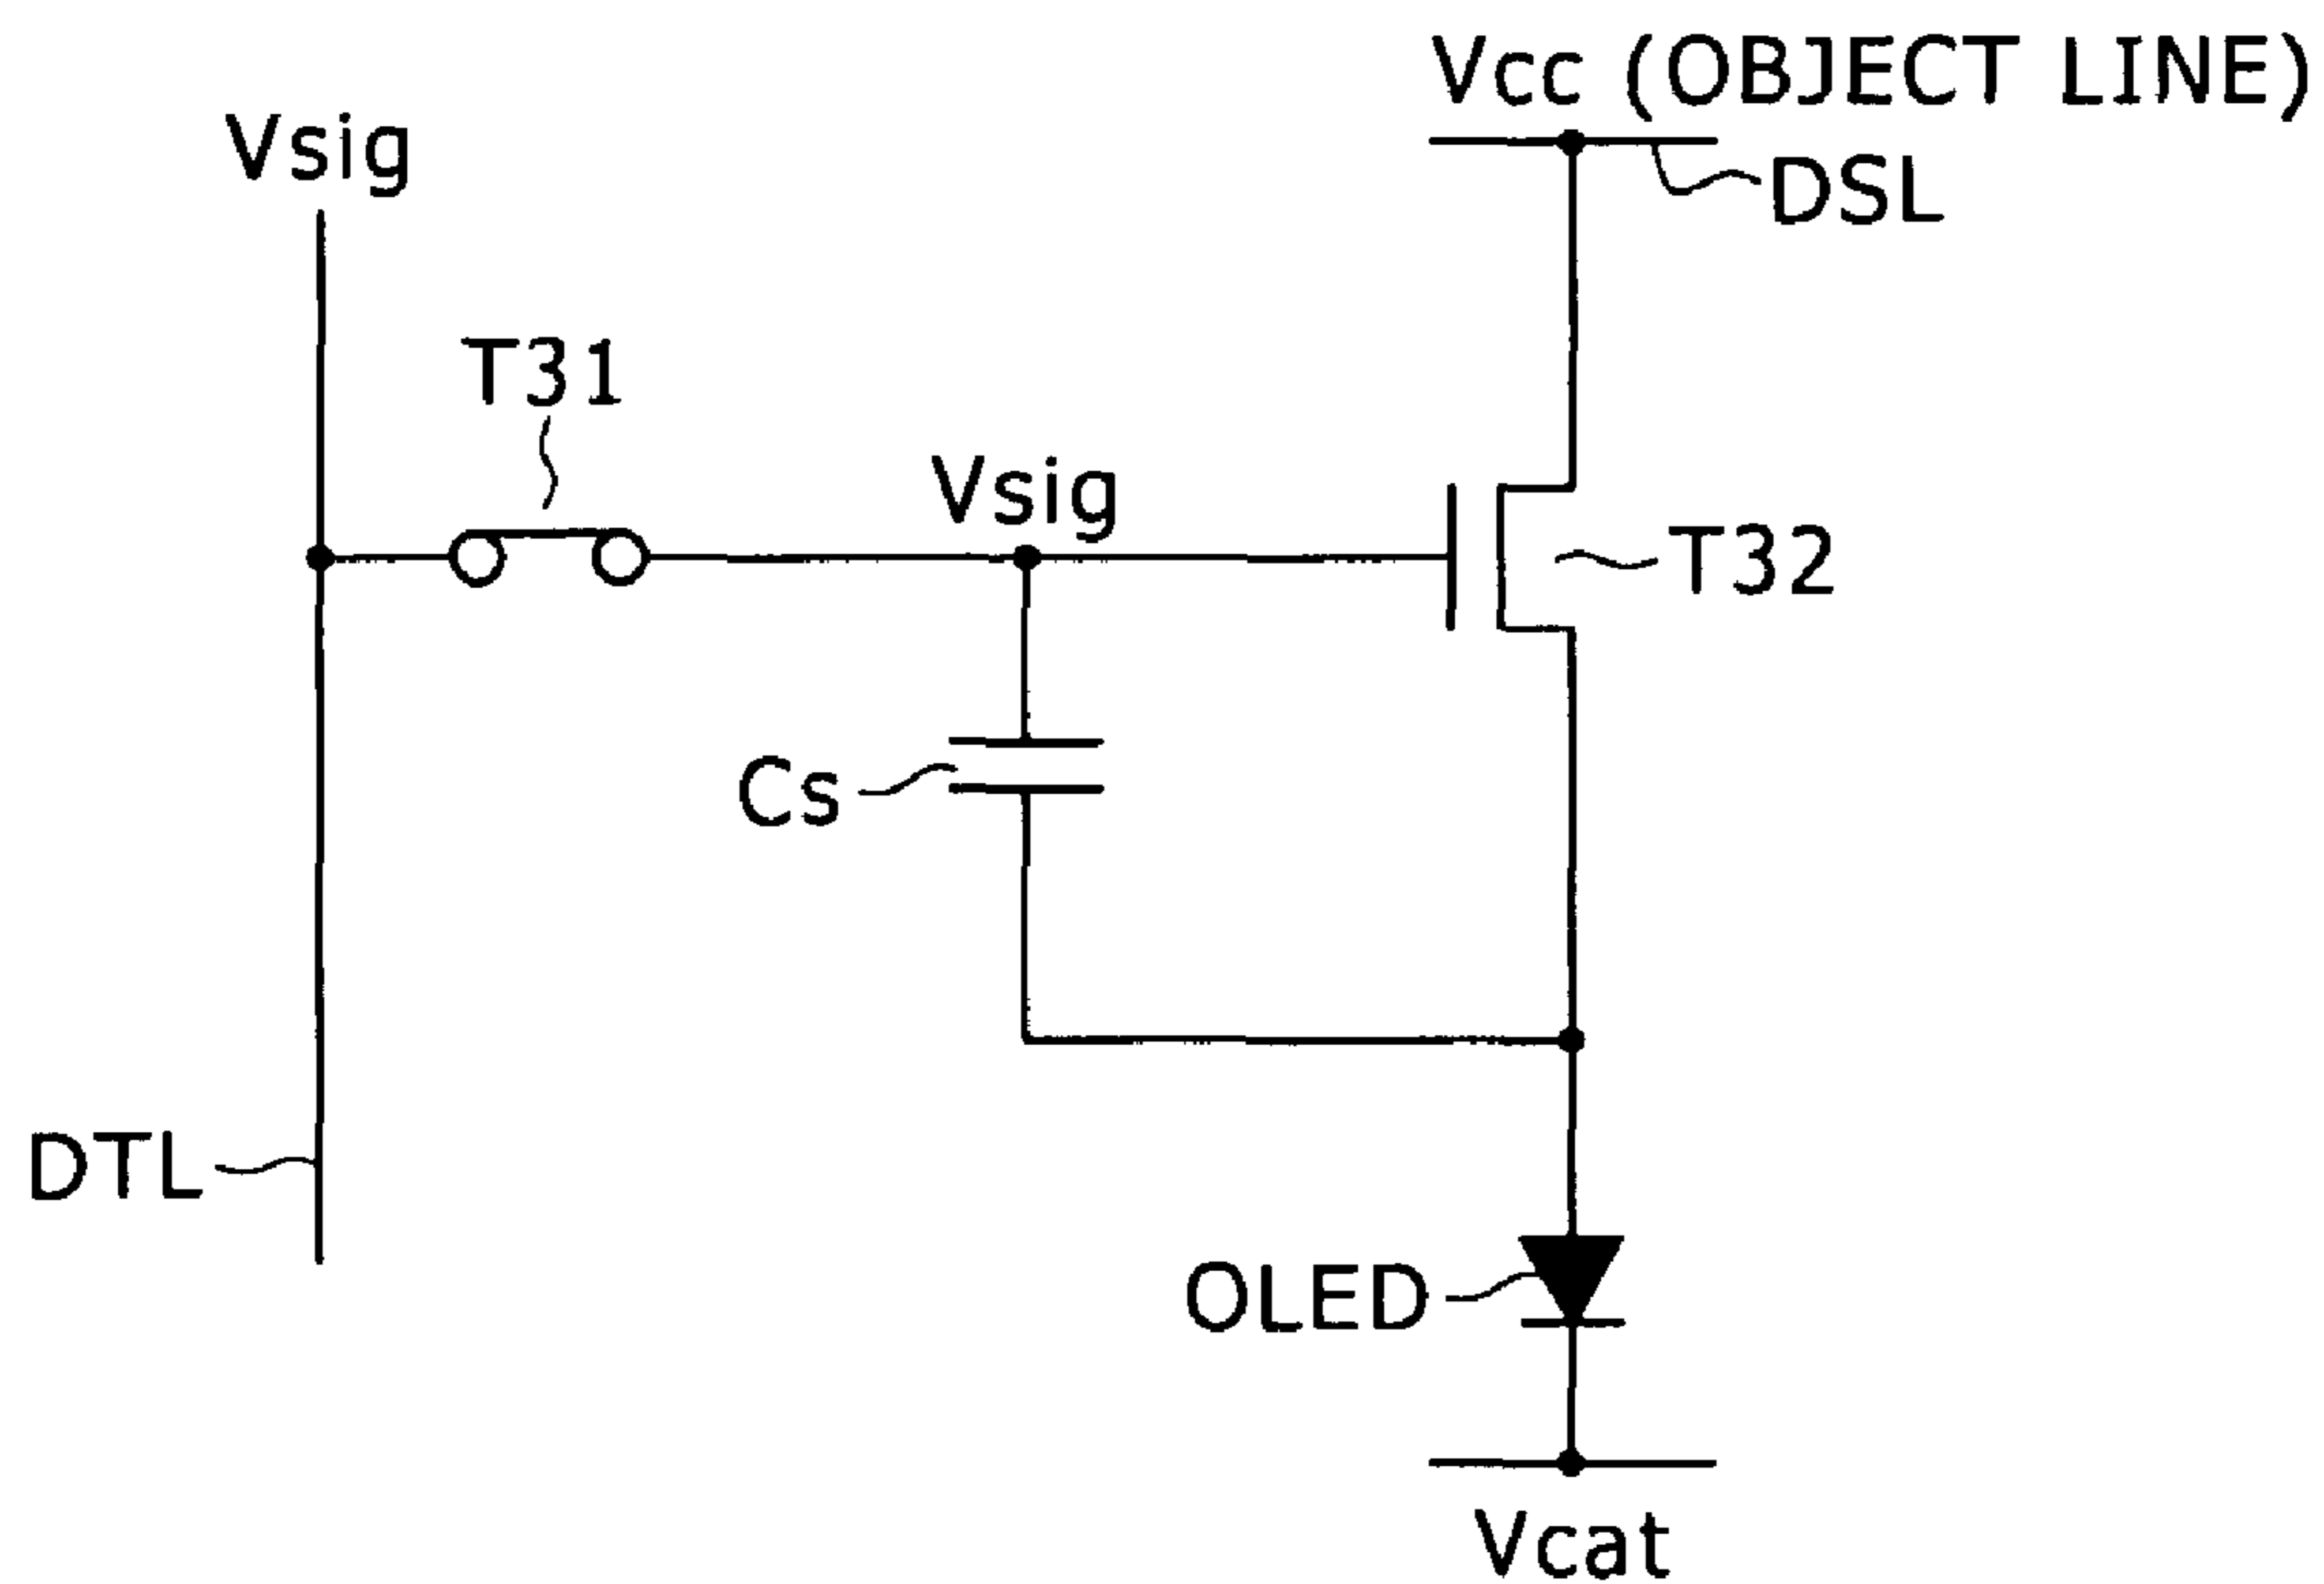 Vcc (OBJECT LINE)
Vsig
DSL
T31
Vsig
T32
Cs
DTL
OLED
Vcat